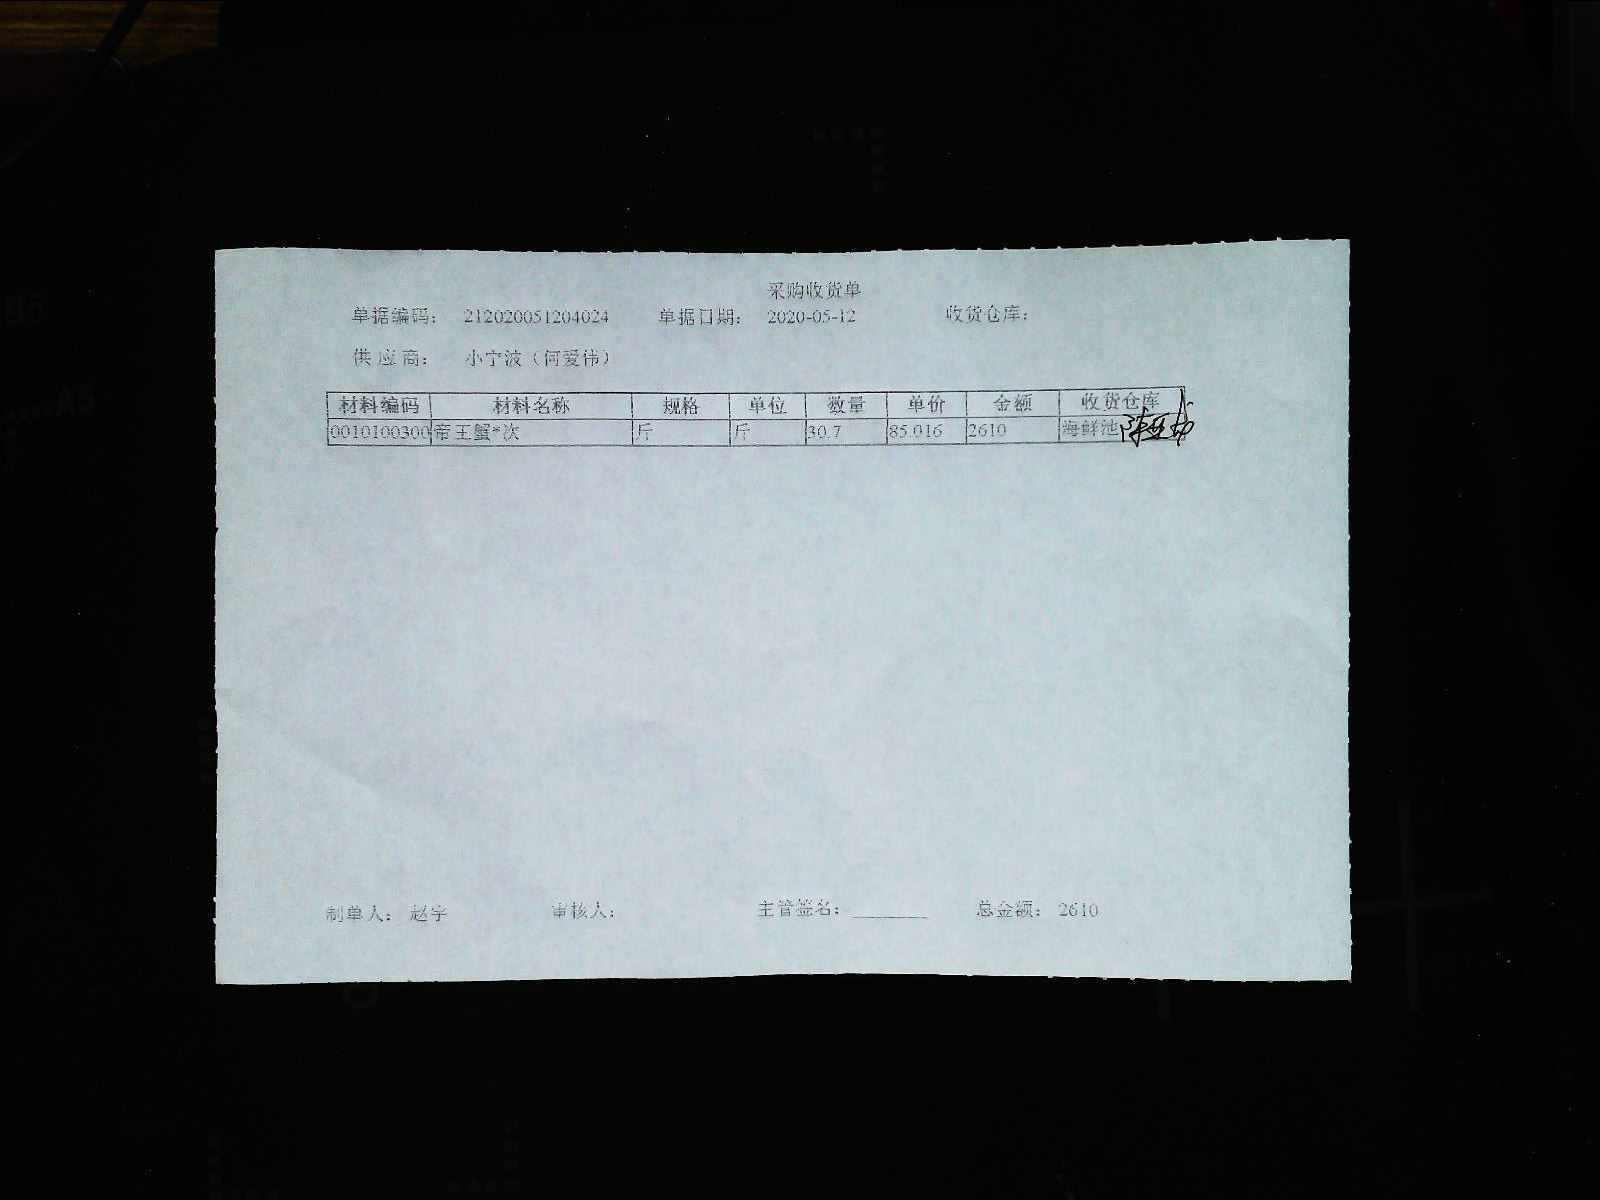 采购收货单
单据编码： 212020051204024 单据日期： 2020-05-12 收货仓库：
供应商： 小宁波（何爱伟）
材料编码 材料名称 规格 单位 数量 单价 金额 收货仓库
0010100300 帝王蟹*次 斤 斤 30.7 85.016 2610 海鲜池
制单人： 赵宇 审核人： 主管签名： 总金额： 2610